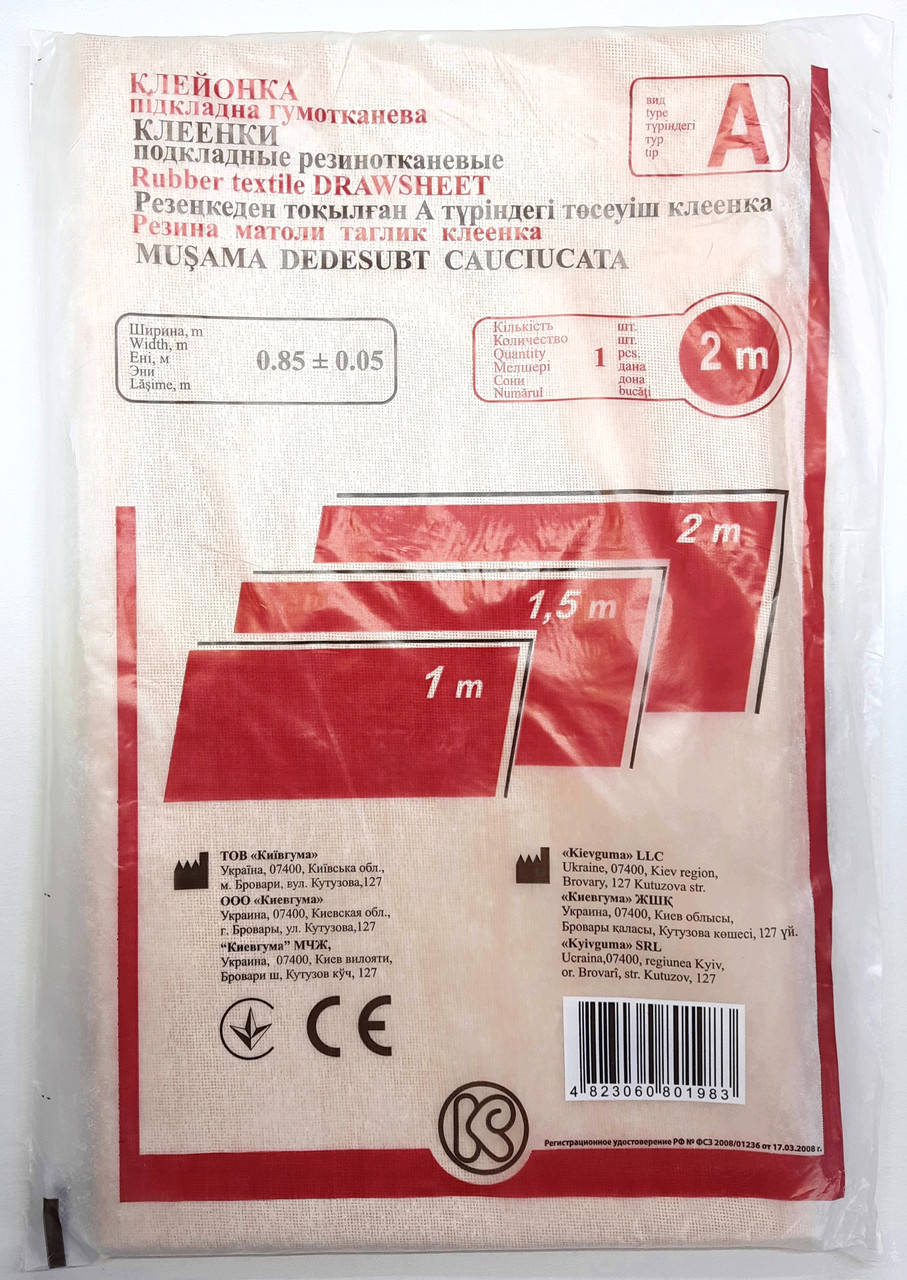 КЛЕЙОНКА
підкладна гумотканева
КЛЕЕНКИ
подкладные резинотканевые
Rubber textile DRAWSHEET
Резеңкеден тоқылған А түріндегі төсеуіш клеенка
Резина матоли таглик клеенка
MUŞAMA DEDESUBT CAUCIUCATA
вид
type
түріндегі
тур
tip
А
Ширина, m
Width, m
Ені, м
Эни
Lăşime, m
0.85 ± 0.05
Кількість шт.
Количество шт.
Quantity pcs.
Мелшері дана
Сони дона
Numărul bucăţi
1
2 m
2 m
1,5 m
1 m
ТОВ «Київгума»
Україна, 07400, Київська обл.,
м. Бровари, вул. Кутузова,127
ООО «Киевгума»
Украина, 07400, Киевская обл.,
г. Бровары, ул. Кутузова,127
“Киевгума” МЧЖ,
Украина, 07400, Киев вилояти,
Бровари ш, Кутузов кўч, 127
«Kievguma» LLC
Ukraine, 07400, Kiev region,
Brovary, 127 Kutuzova str.
«Киевгума» ЖШҚ
Украина, 07400, Киев облысы,
Бровары қаласы, Кутузова көшесі, 127 үй.
«Kyivguma» SRL
Ucraina,07400, regiunea Kyiv,
or. Brovarî, str. Kutuzov, 127
CE
4 823060 801983
Регистрационное удостоверение РФ № ФСЗ 2008/01236 от 17.03.2008 г.